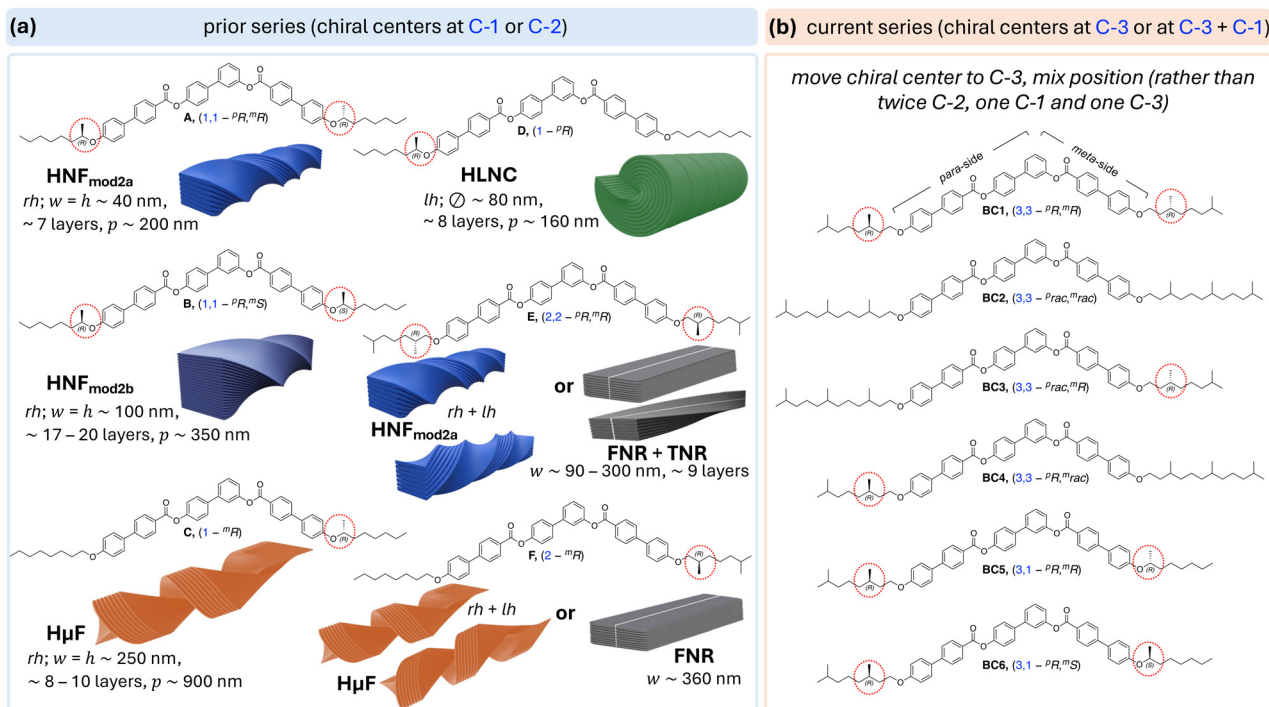 (a) prior series (chiral centers at C-1 or C-2)
O
O
O
O
O
O
(R)
(R)
A, (1,1 – pR,mR)
HNFmod2a
rh; w = h ~ 40 nm,
~ 7 layers, p ~ 200 nm
O
O
O
O
O
O
(R)
D, (1 – pR)
HLNC
lh; ∅ ~ 80 nm,
~ 8 layers, p ~ 160 nm
O
O
O
O
O
O
(R)
(S)
B, (1,1 – pR,mS)
HNFmod2b
rh; w = h ~ 100 nm,
~ 17 – 20 layers, p ~ 350 nm
O
O
O
O
O
O
(R)
(R)
E, (2,2 – pR,mR)
rh + lh
HNFmod2a
or
FNR + TNR
w ~ 90 – 300 nm, ~ 9 layers
O
O
O
O
O
O
(R)
C, (1 – mR)
HµF
rh; w = h ~ 250 nm,
~ 8 – 10 layers, p ~ 900 nm
O
O
O
O
O
O
(R)
F, (2 – mR)
rh + lh
HµF
or
FNR
w ~ 360 nm
(b) current series (chiral centers at C-3 or at C-3 + C-1)
move chiral center to C-3, mix position (rather than
twice C-2, one C-1 and one C-3)
para-side
meta-side
O
O
O
O
O
O
(R)
(R)
BC1, (3,3 – pR,mR)
O
O
O
O
O
O
BC2, (3,3 – prac,mrac)
O
O
O
O
O
O
(R)
BC3, (3,3 – prac,mR)
O
O
O
O
O
O
(R)
BC4, (3,3 – pR,mrac)
O
O
O
O
O
O
(R)
(R)
BC5, (3,1 – pR,mR)
O
O
O
O
O
O
(R)
(S)
BC6, (3,1 – pR,mS)